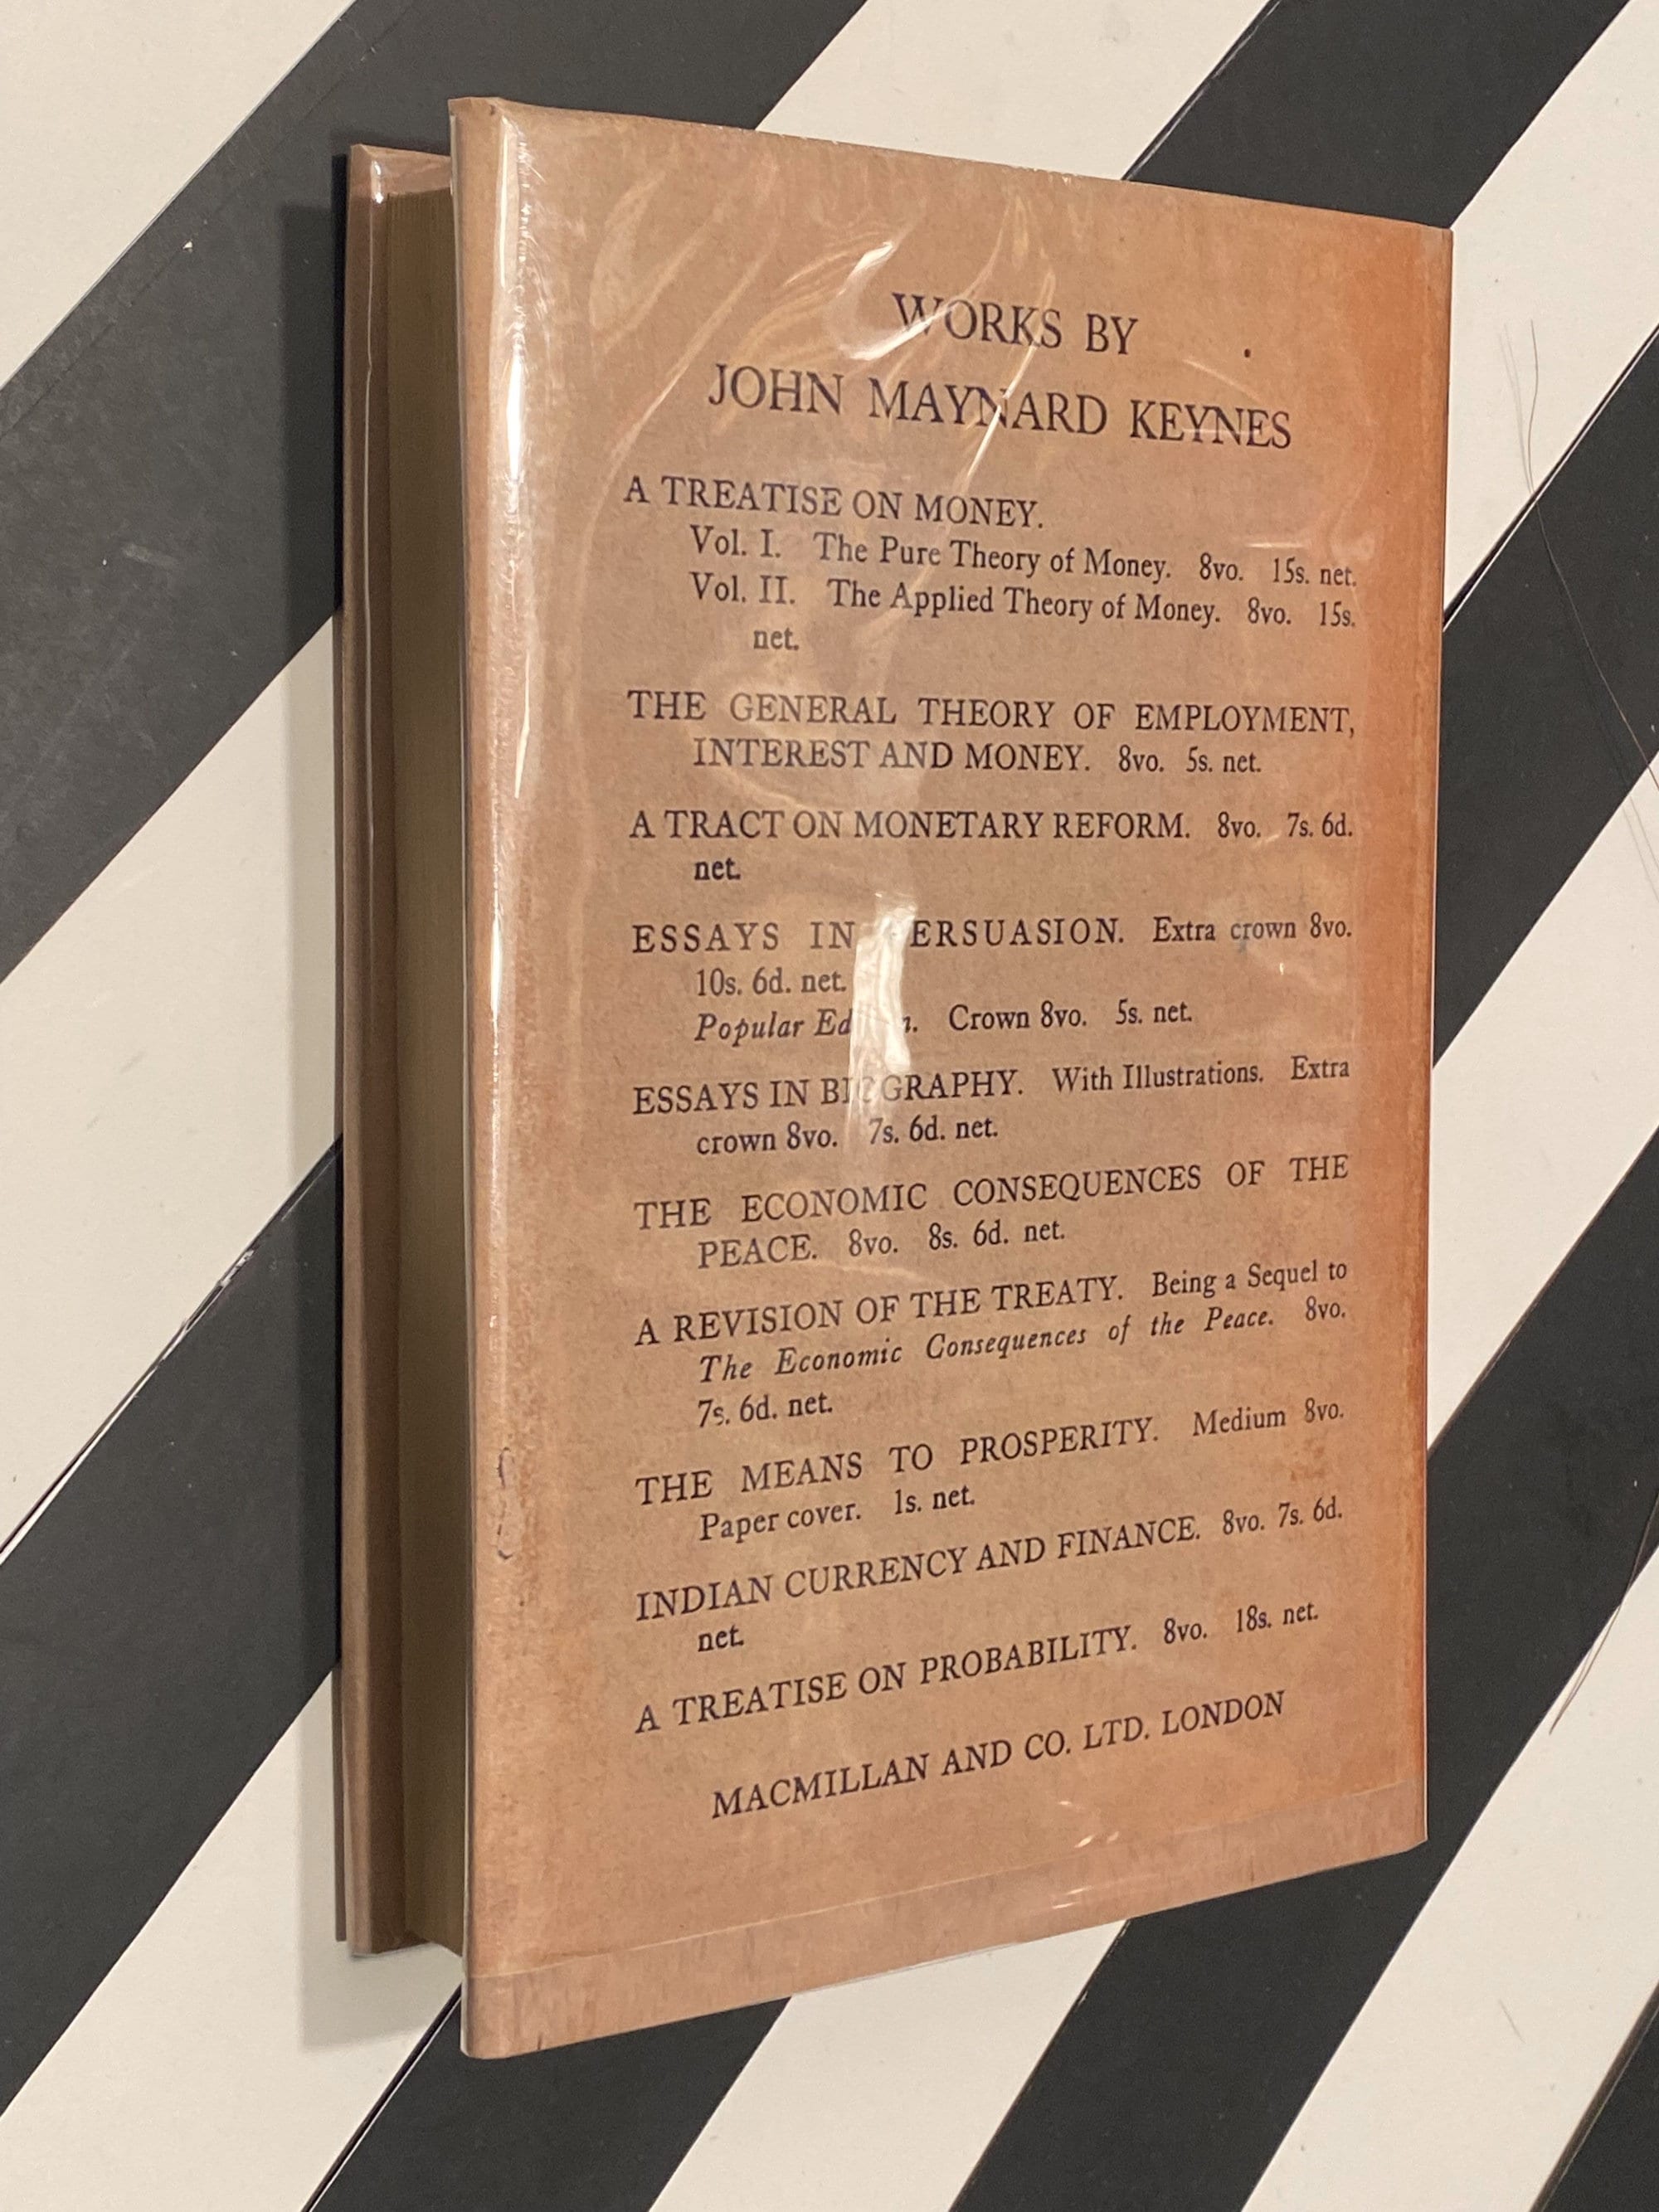 WORKS BY
JOHN MAYNARD KEYNES
A TREATISE ON MONEY.
Vol. I. The Pure Theory of Money. 8vo. 15s. net.
Vol. II. The Applied Theory of Money. 8vo. 15s.
net.
THE GENERAL THEORY OF EMPLOYMENT,
INTEREST AND MONEY. 8vo. 5s. net.
A TRACT ON MONETARY REFORM. 8vo. 7s. 6d.
net.
ESSAYS IN PERSUASION. Extra crown 8vo.
10s. 6d. net.
Popular Edition. Crown 8vo. 5s. net.
ESSAYS IN BIOGRAPHY. With Illustrations. Extra
crown 8vo. 7s. 6d. net.
THE ECONOMIC CONSEQUENCES OF THE
PEACE. 8vo. 8s. 6d. net.
A REVISION OF THE TREATY. Being a Sequel to
The Economic Consequences of the Peace. 8vo.
7s. 6d. net.
THE MEANS TO PROSPERITY. Medium 8vo.
Paper cover. 1s. net.
INDIAN CURRENCY AND FINANCE. 8vo. 7s. 6d.
net.
A TREATISE ON PROBABILITY. 8vo. 18s. net.
MACMILLAN AND CO. LTD. LONDON